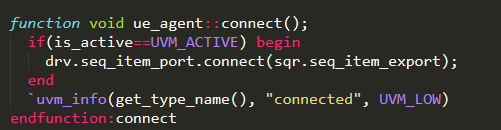 function void ue_agent::connect();
  if(is_active==UVM_ACTIVE) begin
    drv.seq_item_port.connect(sqr.seq_item_export);
  end
  `uvm_info(get_type_name(), "connected", UVM_LOW)
endfunction:connect